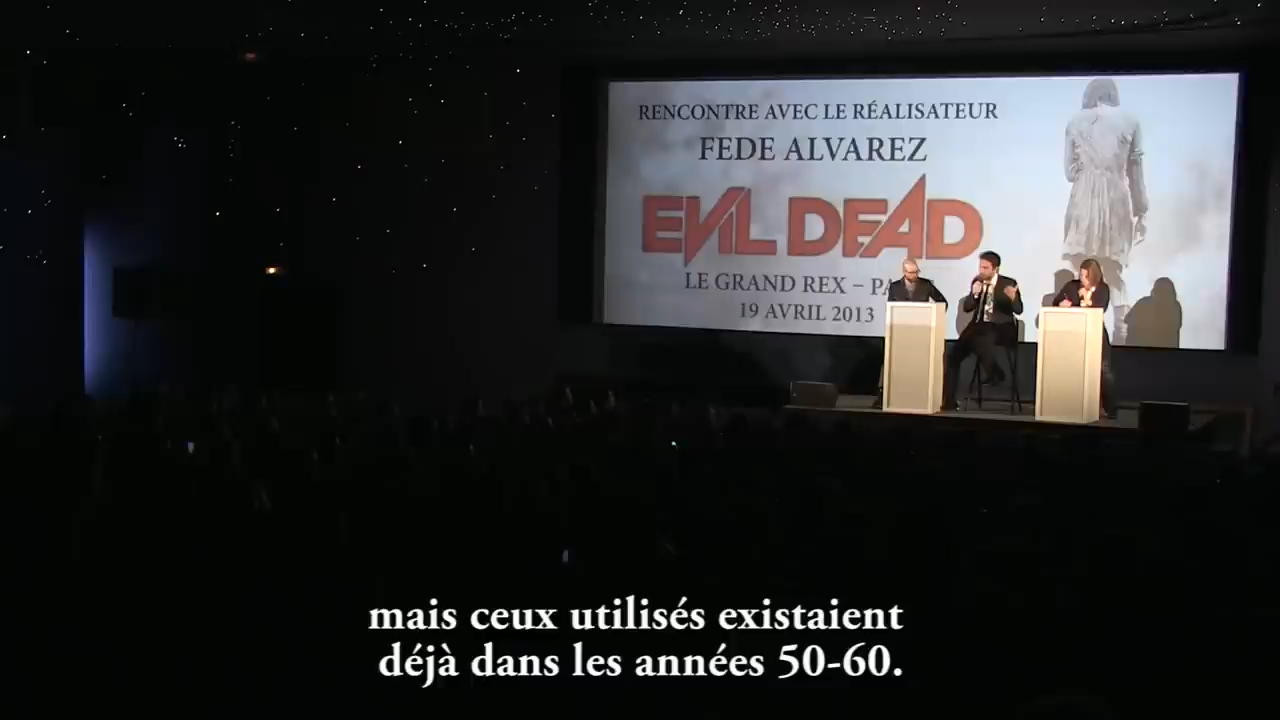 RENCONTRE AVEC LE RÉALISATEUR
FEDE ALVAREZ
EVIL DEAD
LE GRAND REX – PA
19 AVRIL 2013
mais ceux utilisés existaient
déjà dans les années 50-60.